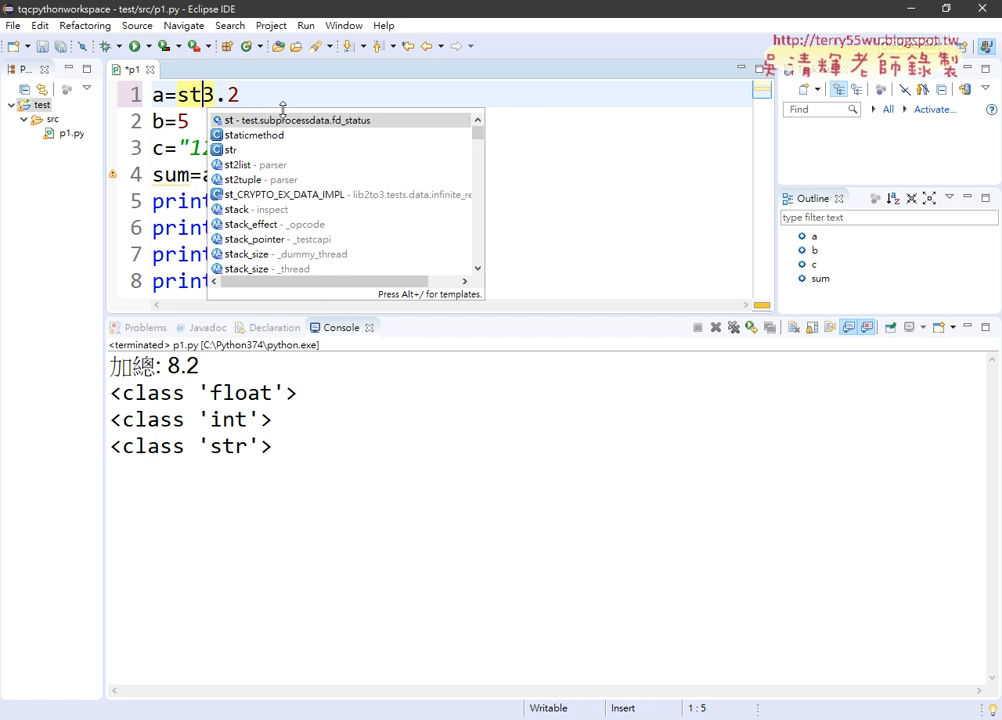 tqcpythonworkspace - test/src/p1.py - Eclipse IDE
File Edit Refactoring Source Navigate Search Project Run Window Help
http://terry55wu.blogspot.tw
吳清輝老師錄製
P...
*p1
test
src
p1.py
1 a=st3.2
2 b=5
3 c="12
4 sum=a
5 print
6 print
7 print
8 print
st - test.subprocessdata.fd_status
staticmethod
str
st2list - parser
st2tuple - parser
st_CRYPTO_EX_DATA_IMPL - lib2to3.tests.data.infinite_re
stack - inspect
stack_effect - _opcode
stack_pointer - _testcapi
stack_size - _dummy_thread
stack_size - _thread
Press Alt+/ for templates.
Find All Activate...
Outline
type filter text
a
b
c
sum
Problems Javadoc Declaration Console
<terminated> p1.py [C:\Python374\python.exe]
加總: 8.2
<class 'float'>
<class 'int'>
<class 'str'>
Writable Insert 1 : 5